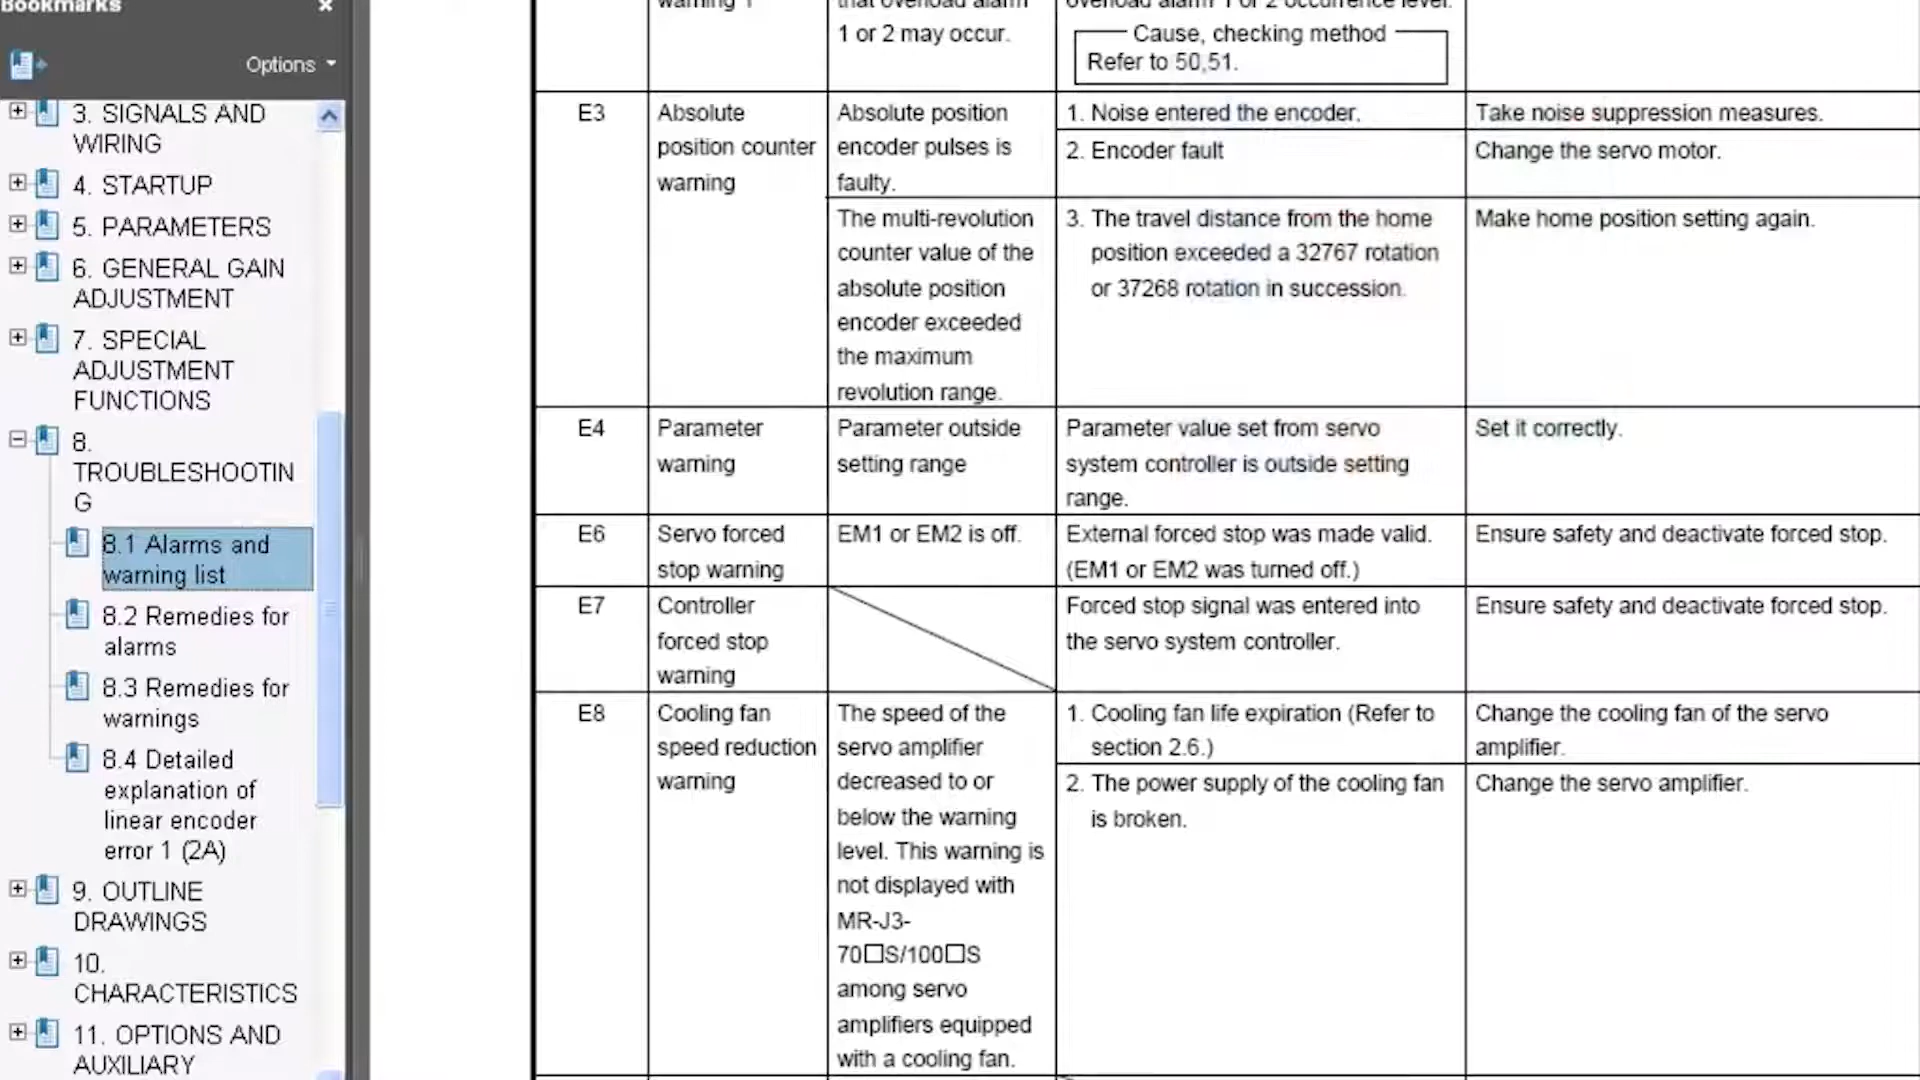 Bookmarks
Options
3. SIGNALS AND
WIRING
4. STARTUP
5. PARAMETERS
6. GENERAL GAIN
ADJUSTMENT
7. SPECIAL
ADJUSTMENT
FUNCTIONS
8.
TROUBLESHOOTIN
G
8.1 Alarms and
warning list
8.2 Remedies for
alarms
8.3 Remedies for
warnings
8.4 Detailed
explanation of
linear encoder
error 1 (2A)
9. OUTLINE
DRAWINGS
10.
CHARACTERISTICS
11. OPTIONS AND
AUXILIARY
warning 1
that overload alarm
1 or 2 may occur.
overload alarm 1 or 2 occurrence level.
Cause, checking method
Refer to 50,51.
E3
Absolute
position counter
warning
Absolute position
encoder pulses is
faulty.
1. Noise entered the encoder.
Take noise suppression measures.
2. Encoder fault
Change the servo motor.
The multi-revolution
counter value of the
absolute position
encoder exceeded
the maximum
revolution range.
3. The travel distance from the home
position exceeded a 32767 rotation
or 37268 rotation in succession.
Make home position setting again.
E4
Parameter
warning
Parameter outside
setting range
Parameter value set from servo
system controller is outside setting
range.
Set it correctly.
E6
Servo forced
stop warning
EM1 or EM2 is off.
External forced stop was made valid.
(EM1 or EM2 was turned off.)
Ensure safety and deactivate forced stop.
E7
Controller
forced stop
warning
Forced stop signal was entered into
the servo system controller.
Ensure safety and deactivate forced stop.
E8
Cooling fan
speed reduction
warning
The speed of the
servo amplifier
decreased to or
below the warning
level. This warning is
not displayed with
MR-J3-
70□S/100□S
among servo
amplifiers equipped
with a cooling fan.
1. Cooling fan life expiration (Refer to
section 2.6.)
Change the cooling fan of the servo
amplifier.
2. The power supply of the cooling fan
is broken.
Change the servo amplifier.